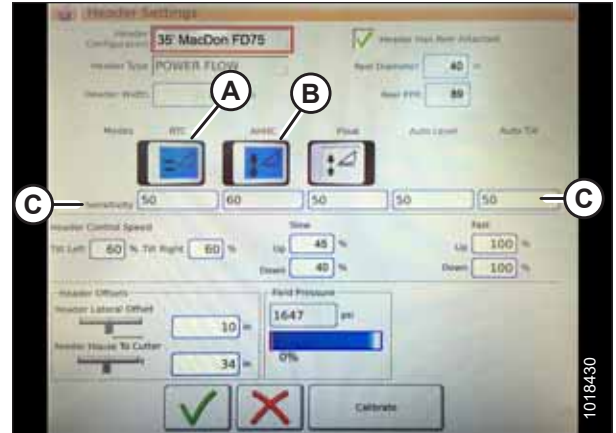 Header Settings
Header Configuration 35' MacDon FD75 Header Has Reel Attached
Header Type POWER FLOW Reel Diameter 40 in
Header Width Reel PPR 89
A B
Modes RTC AHHC Float Auto Level Auto Tilt
C Sensitivity 50 60 50 50 50 C
Header Control Speed Slow Fast
Tilt Left 60 % Tilt Right 60 % Up 48 % Up 100 %
Down 40 % Down 100 %
Header Offsets Field Pressure
Header Lateral Offset 1647 psi
10 in
Feeder House To Cutter 0%
34 in
Calibrate
1018430